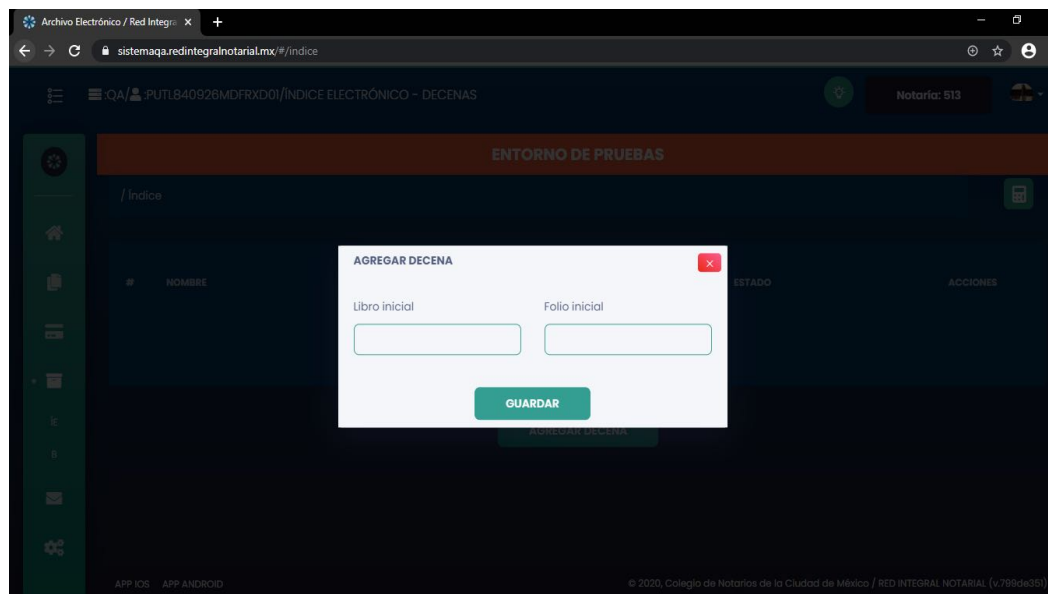 Archivo Electrónico / Red Integra
sistemaqa.redintegralnotarial.mx/#/indice
:QA/ :PUTL840926MDFRXD01/ÍNDICE ELECTRÓNICO - DECENAS
Notaría: 513
ENTORNO DE PRUEBAS
/ Índice
AGREGAR DECENA
# NOMBRE ESTADO ACCIONES
Libro inicial Folio inicial
GUARDAR
AGREGAR DECENA
APP IOS APP ANDROID © 2020, Colegio de Notarios de la Ciudad de México / RED INTEGRAL NOTARIAL (v.799de351)